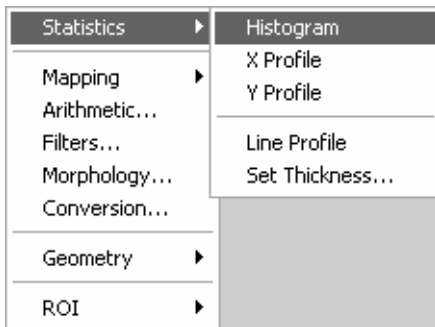 Statistics
Mapping
Arithmetic...
Filters...
Morphology...
Conversion...
Geometry
ROI
Histogram
X Profile
Y Profile
Line Profile
Set Thickness...